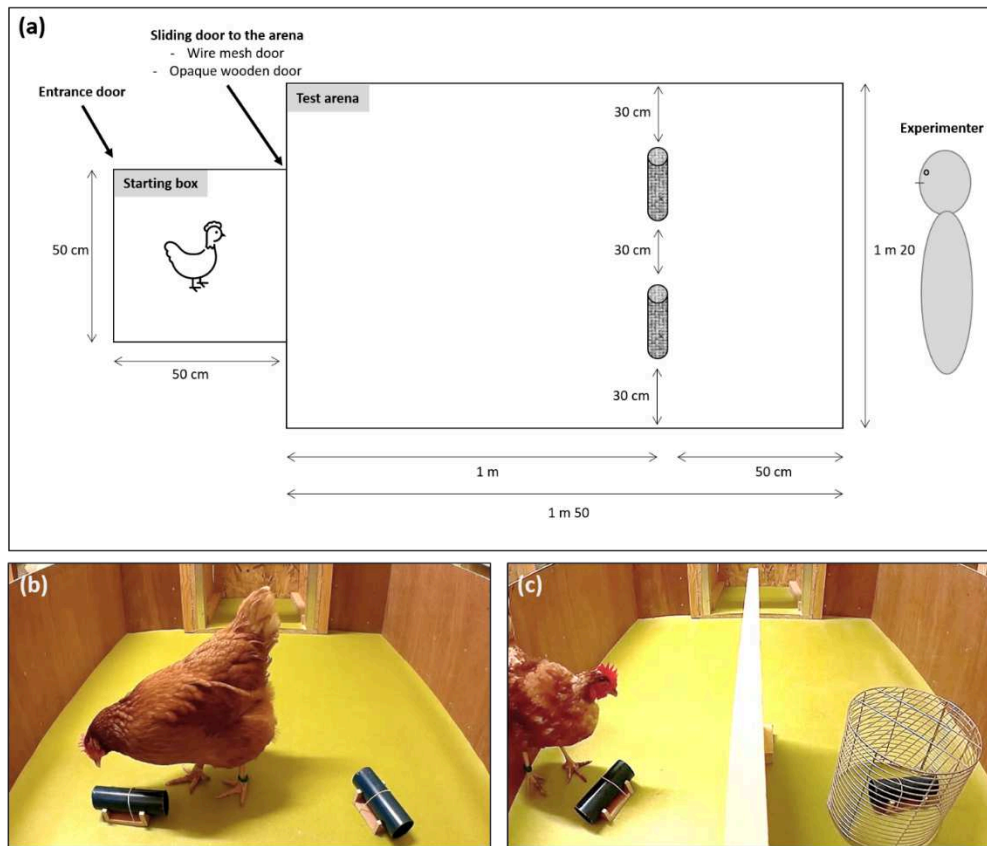 (a)
Sliding door to the arena
- Wire mesh door
- Opaque wooden door
Entrance door
Test arena
30 cm
Experimenter
Starting box
50 cm
30 cm
1 m 20
50 cm
30 cm
1 m
50 cm
1 m 50
(b)
(c)